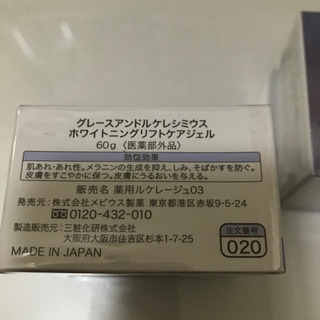 グレースアンドルケレシミウス
ホワイトニングリフトケアジェル
60g〈医薬部外品〉
効能効果
肌あれ・あれ性。メラニンの生成を抑え、しみ、そばかすを防ぐ。
皮膚をすこやかに保つ。皮膚にうるおいを与える。
販売名 薬用ルケレージュ03
発売元:株式会社メビウス製薬 東京都港区赤坂9-5-24
0120-432-010
製造販売元:三粧化研株式会社
大阪府大阪市住吉区杉本1-7-25
MADE IN JAPAN
注文番号
020